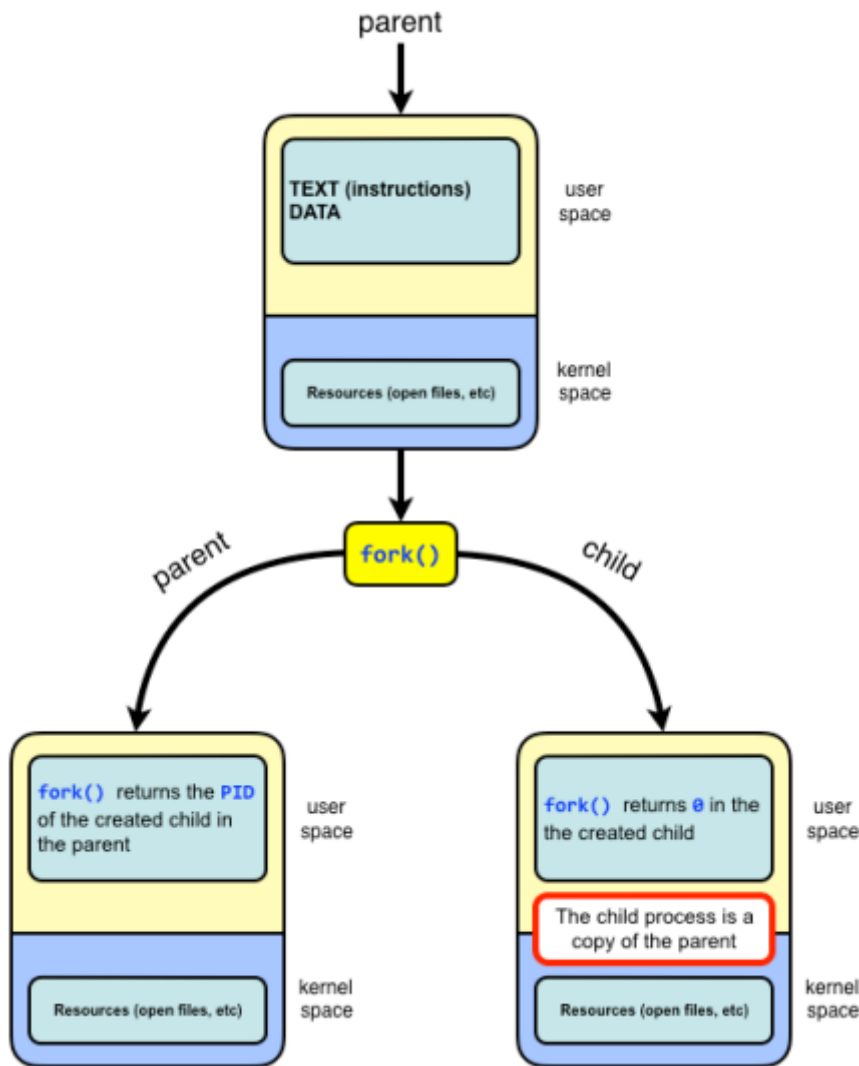 parent
TEXT (instructions)
DATA
user
space
Resources (open files, etc)
kernel
space
fork()
parent
child
fork() returns the PID
of the created child in
the parent
user
space
Resources (open files, etc)
kernel
space
fork() returns 0 in the
the created child
user
space
The child process is a
copy of the parent
Resources (open files, etc)
kernel
space